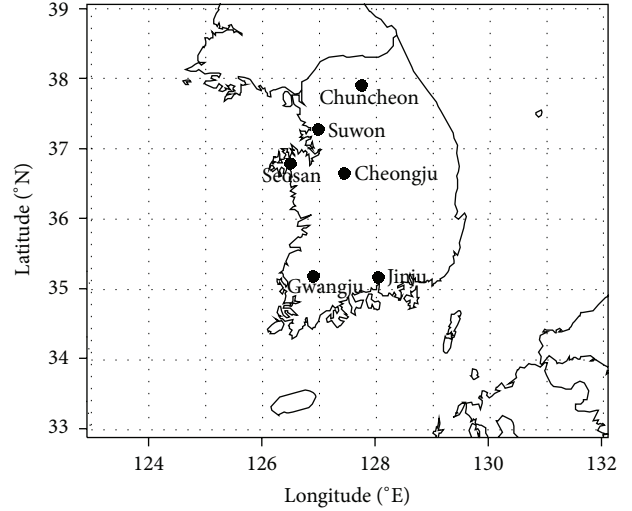 39
38
37
36
35
34
33
Latitude (°N)
Chuncheon
Suwon
Seosan
Cheongju
Gwangju
Jinju
124
126
128
130
132
Longitude (°E)